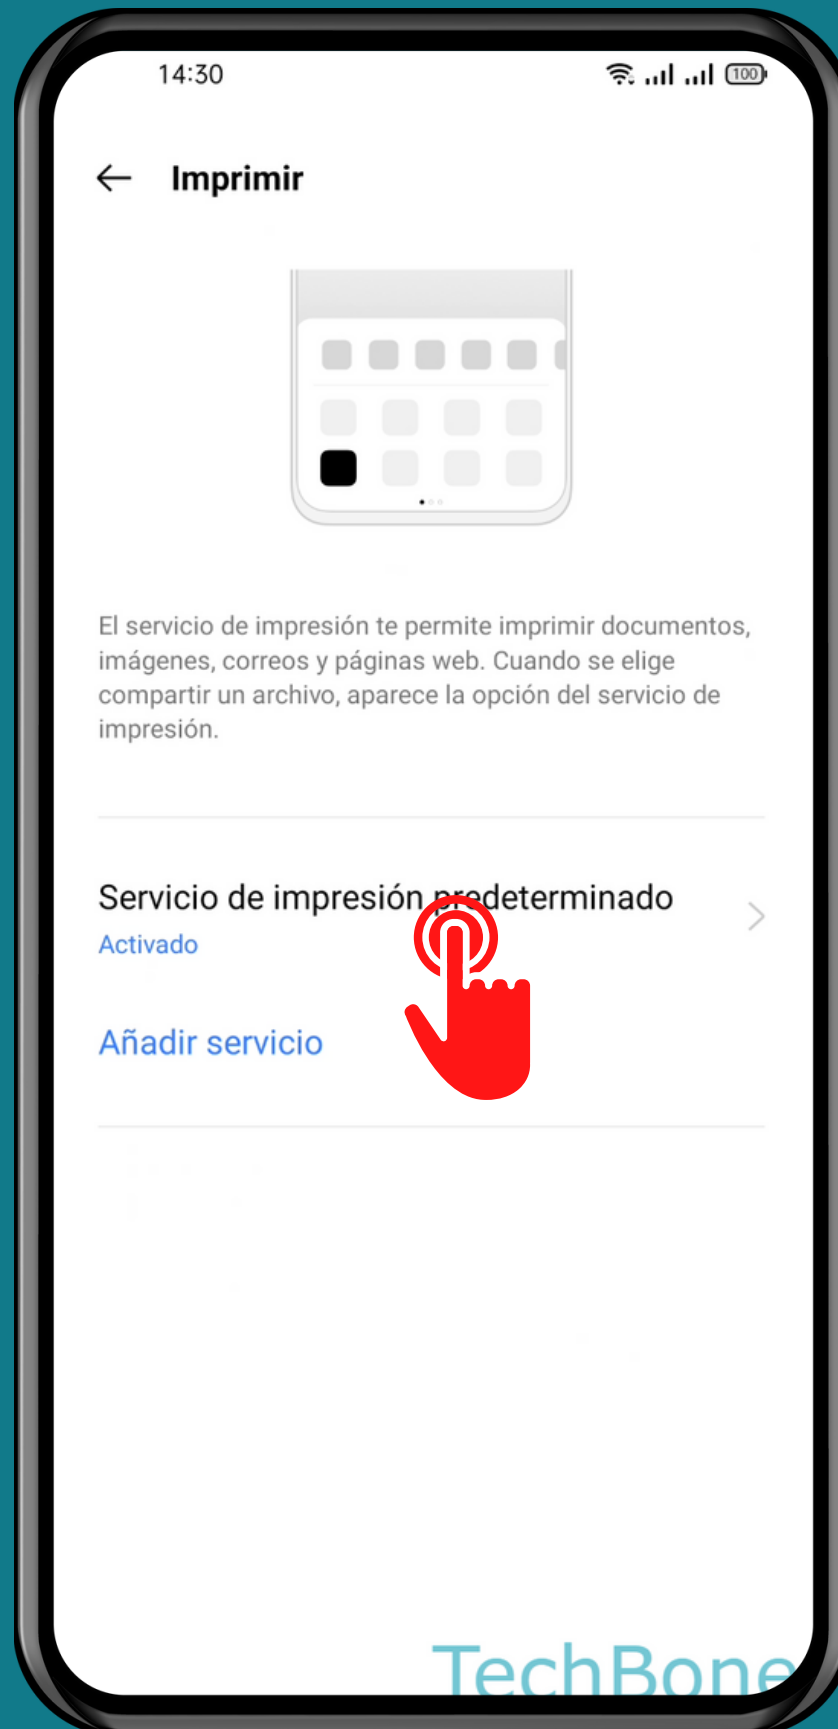 14:30
100
Imprimir
El servicio de impresión te permite imprimir documentos,
imágenes, correos y páginas web. Cuando se elige
compartir un archivo, aparece la opción del servicio de
impresión.
Servicio de impresión predeterminado
Activado
Añadir servicio
TechBone